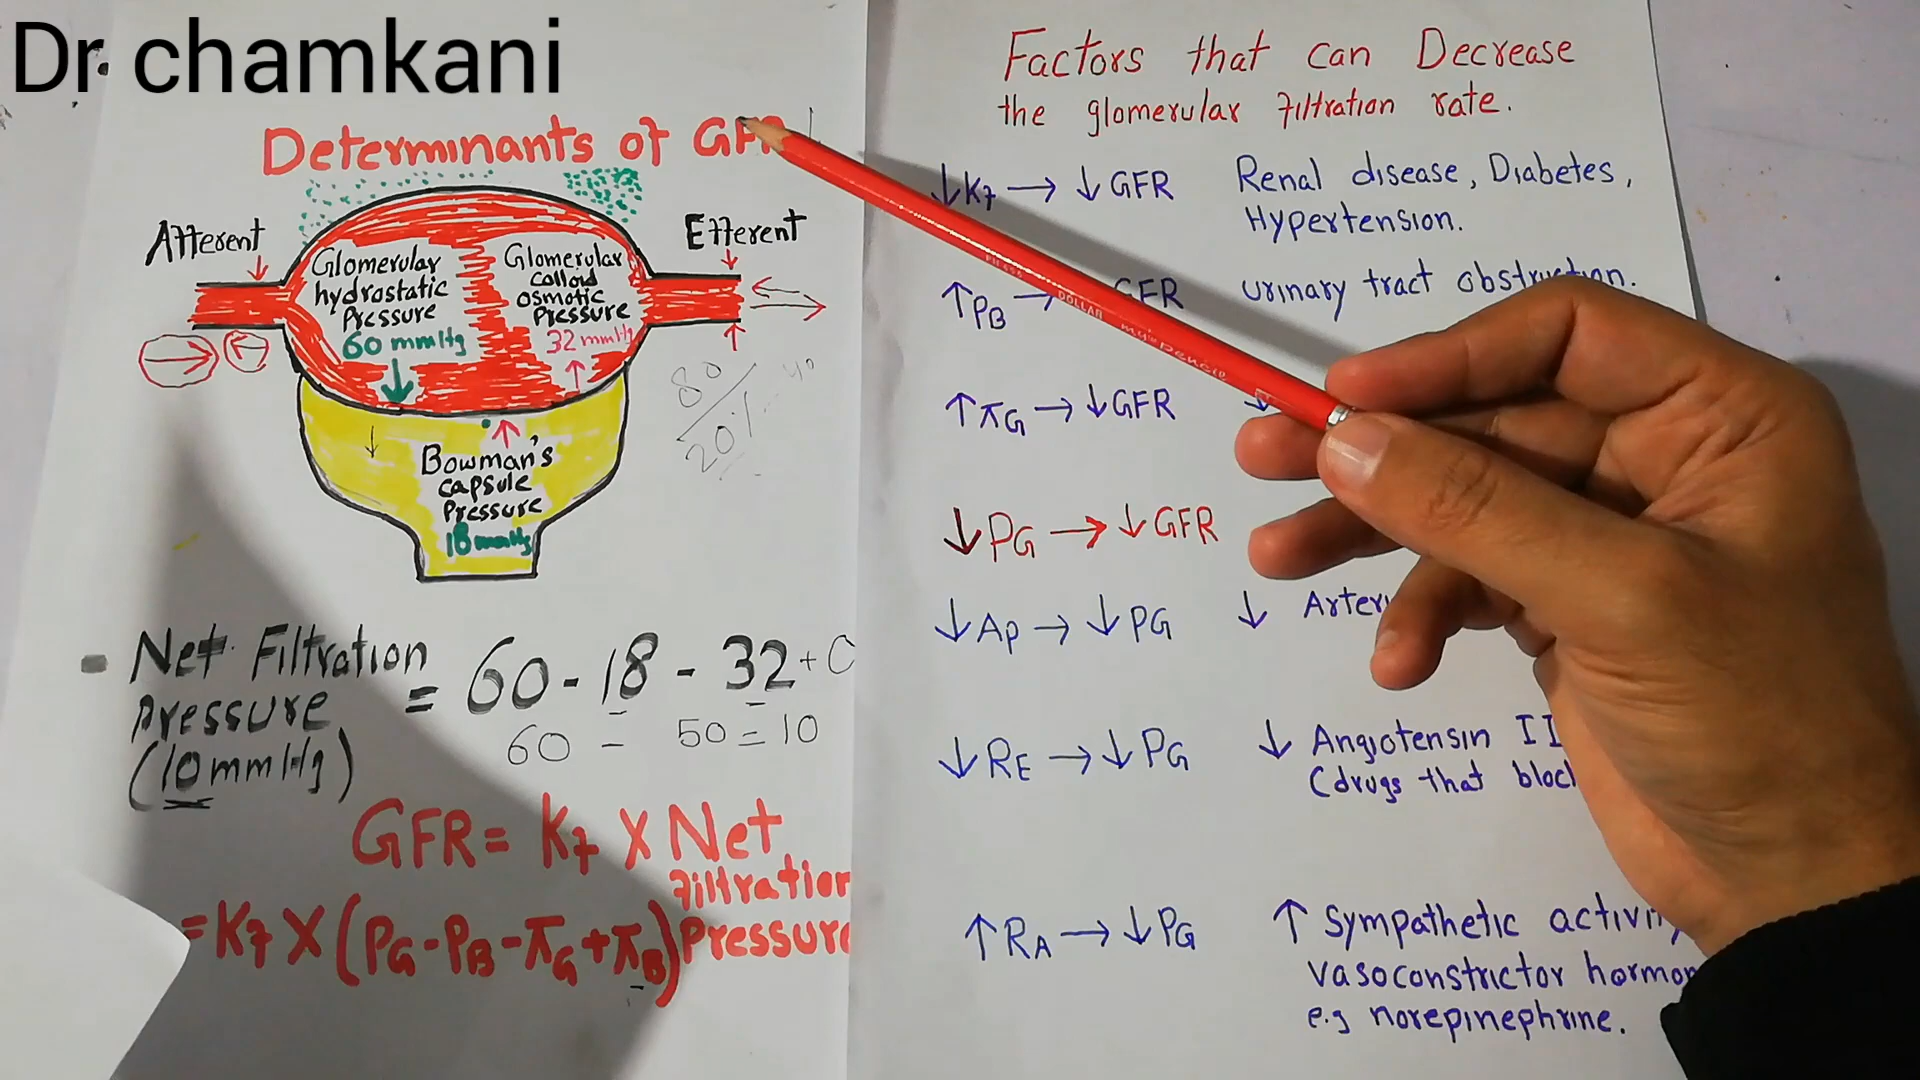 Dr chamkani
Determinants of GFR
Afferent
Efferent
Glomerular
hydrostatic
Pressure
60 mmHg
Glomerular
colloid
osmotic
Pressure
32 mmHg
80
20%
Bowman's
capsule
Pressure
18 mmHg
Net Filtration
Pressure
(10mmHg)
= 60 - 18 - 32 + 0
60 - 50 = 10
GFR = Kf X Net
filtration
Pressure
= Kf X (PG - PB - πG + πB)
Factors that can Decrease
the glomerular filtration rate.
↓Kf → ↓ GFR Renal disease, Diabetes,
Hypertension.
↑PB → GFR urinary tract obstruction.
↑πG → ↓GFR ↓
↓PG → ↓GFR
↓Ap → ↓PG ↓
↓RE → ↓PG ↓ Angiotensin II
(drugs that
↑RA → ↓PG ↑ Sympathetic
vasoconstrictor
e.g norepinephrine.